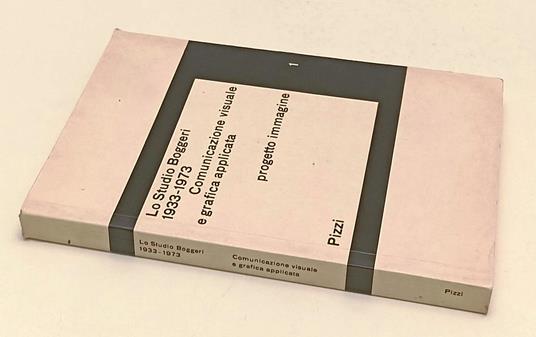 1
Lo Studio Boggeri
1933-1973
Comunicazione visuale
e grafica applicata
progetto immagine
Pizzi
Lo Studio Boggeri
1933-1973
Comunicazione visuale
e grafica applicata
Pizzi